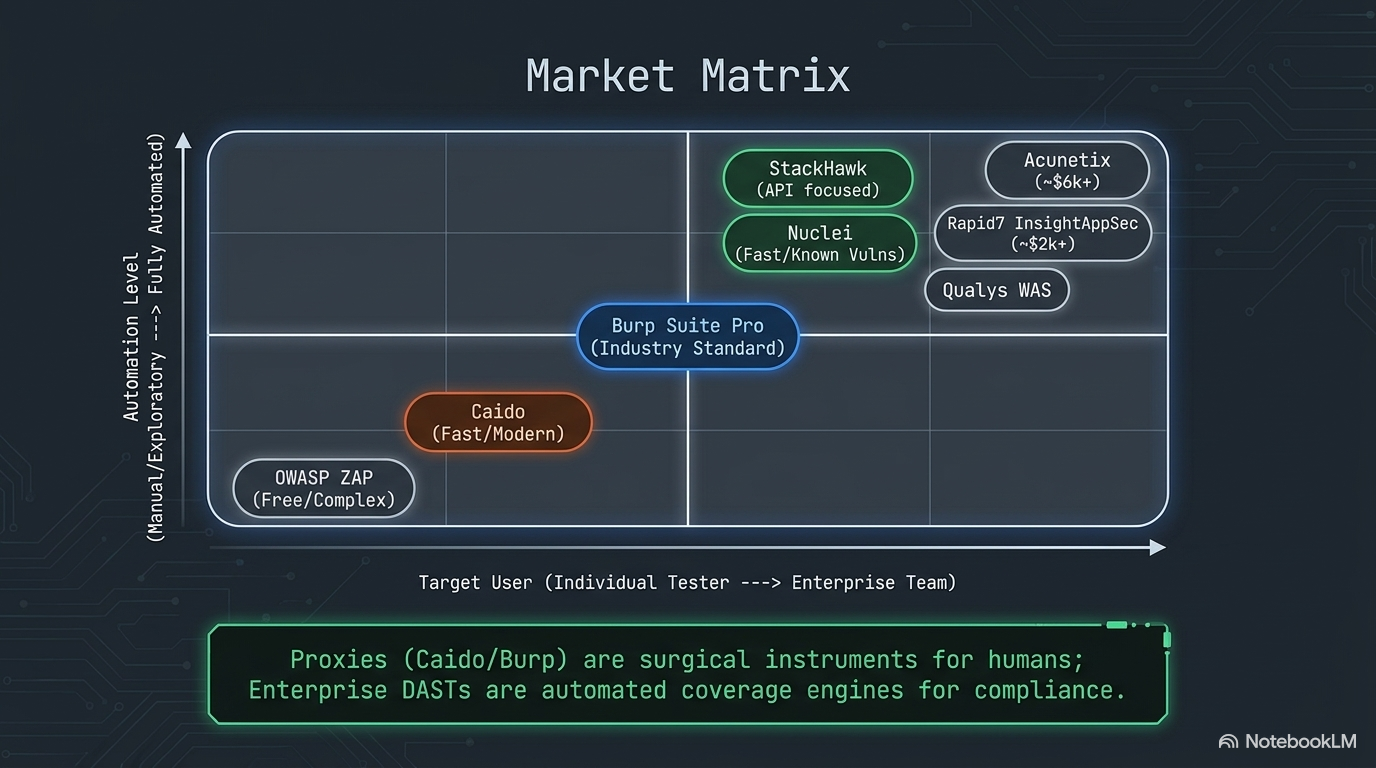 Market Matrix
Automation Level
(Manual/Exploratory ---> Fully Automated)
StackHawk
(API focused)
Acunetix
(~$6k+)
Nuclei
(Fast/Known Vulns)
Rapid7 InsightAppSec
(~$2k+)
Qualys WAS
Burp Suite Pro
(Industry Standard)
Caido
(Fast/Modern)
OWASP ZAP
(Free/Complex)
Target User (Individual Tester ---> Enterprise Team)
Proxies (Caido/Burp) are surgical instruments for humans;
Enterprise DASTs are automated coverage engines for compliance.
NotebookLM